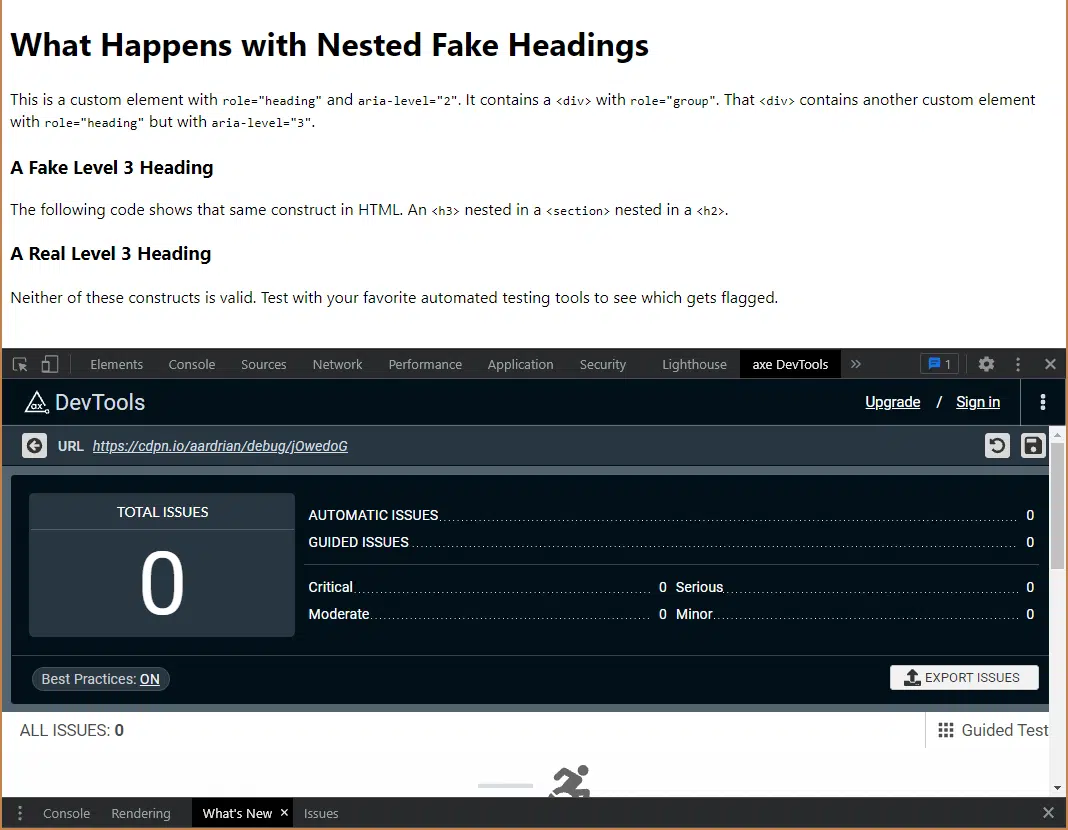 What Happens with Nested Fake Headings
This is a custom element with role="heading" and aria-level="2". It contains a <div> with role="group". That <div> contains another custom element
with role="heading" but with aria-level="3".
A Fake Level 3 Heading
The following code shows that same construct in HTML. An <h3> nested in a <section> nested in a <h2>.
A Real Level 3 Heading
Neither of these constructs is valid. Test with your favorite automated testing tools to see which gets flagged.
Elements Console Sources Network Performance Application Security Lighthouse axe DevTools » 1
ax. DevTools Upgrade / Sign in
URL https://cdpn.io/aardrian/debug/jOwedoG
TOTAL ISSUES
0
AUTOMATIC ISSUES 0
GUIDED ISSUES 0
Critical 0 Serious 0
Moderate 0 Minor 0
Best Practices: ON EXPORT ISSUES
ALL ISSUES: 0 Guided Test
Console Rendering What's New × Issues